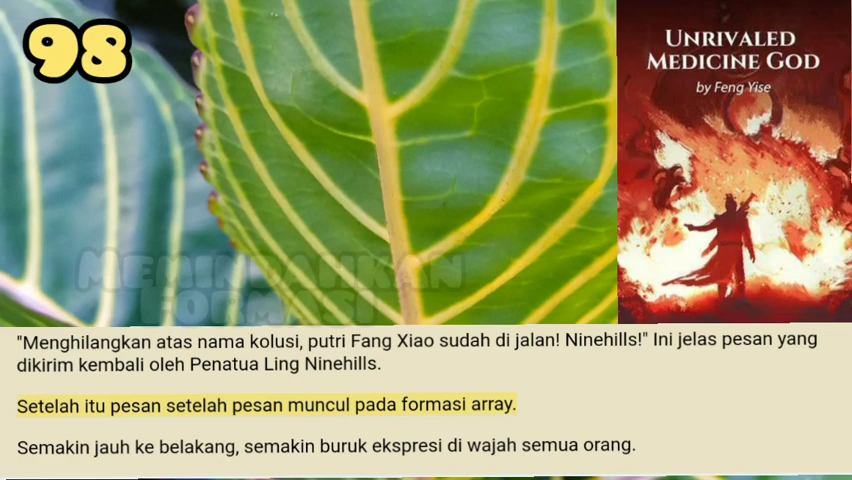 98
UNRIVALED
MEDICINE GOD
by Feng Yise
MEMINDAHKAN
FORMASI
"Menghilangkan atas nama kolusi, putri Fang Xiao sudah di jalan! Ninehills!" Ini jelas pesan yang
dikirim kembali oleh Penatua Ling Ninehills.
Setelah itu pesan setelah pesan muncul pada formasi array.
Semakin jauh ke belakang, semakin buruk ekspresi di wajah semua orang.